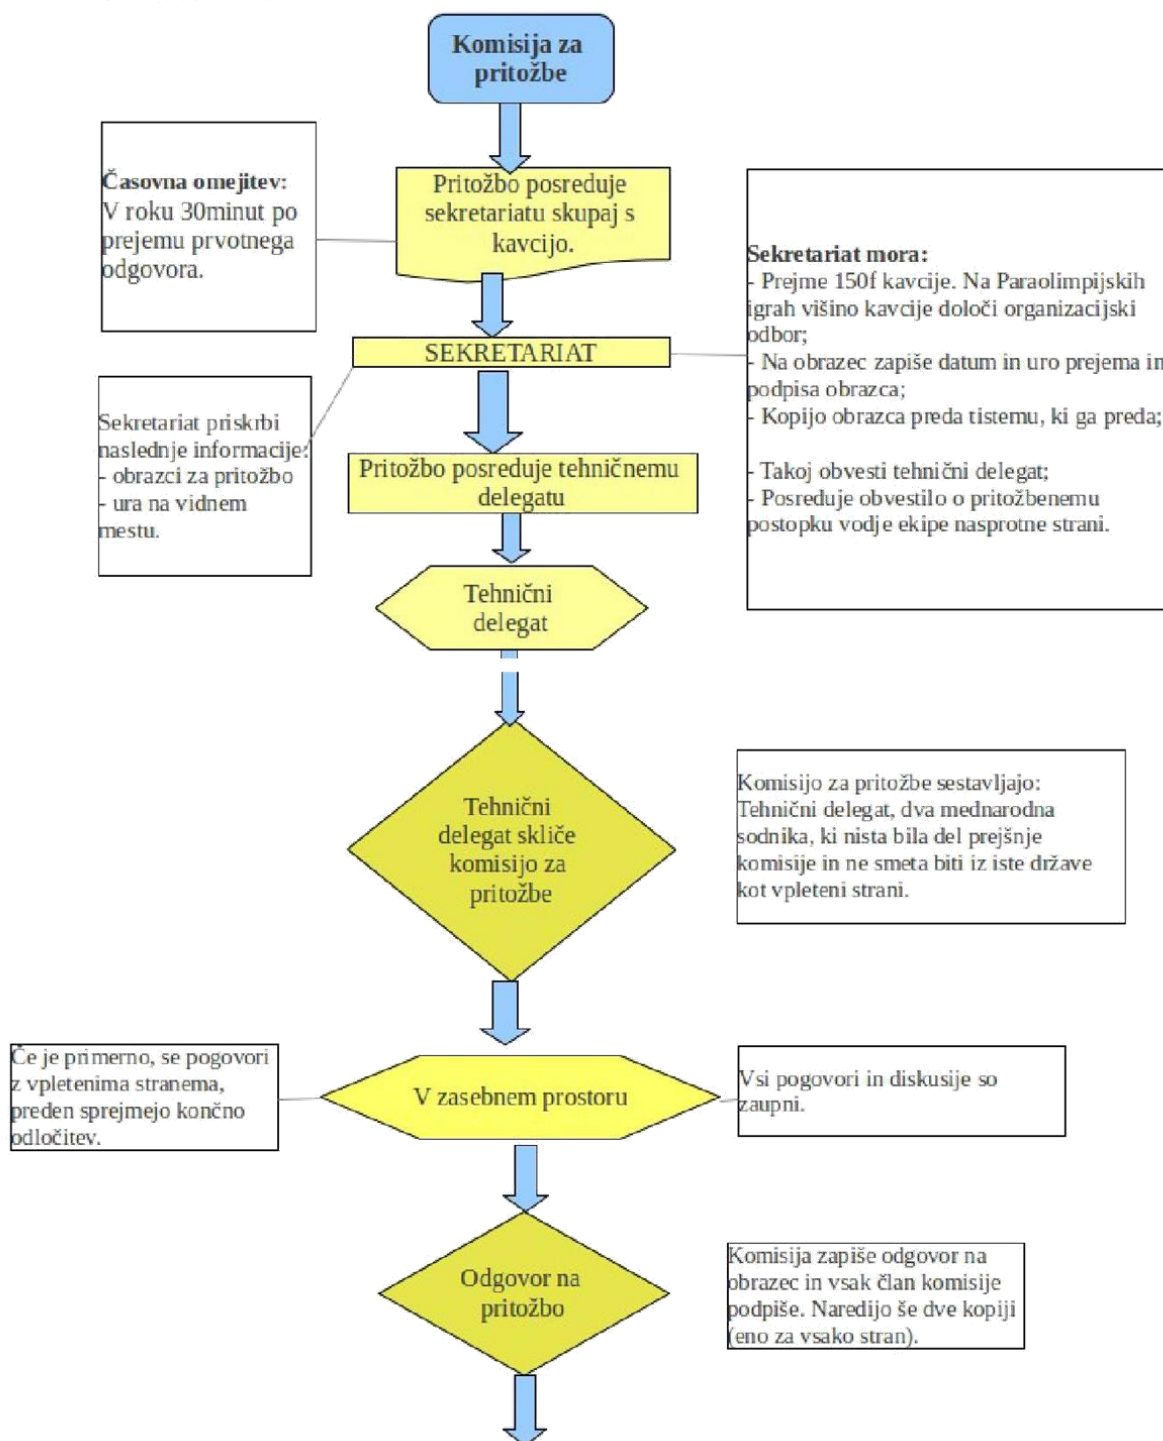 Komisija za
pritožbe
Časovna omejitev:
V roku 30minut po
prejemu prvotnega
odgovora.
Pritožbo posreduje
sekretariatu skupaj s
kavcijo.
Sekretariat mora:
- Prejme 150f kavcije. Na Paraolimpijskih
igrah višino kavcije določi organizacijski
odbor;
- Na obrazec zapiše datum in uro prejema in
podpisa obrazca;
- Kopijo obrazca preda tistemu, ki ga preda;
- Takoj obvesti tehnični delegat;
- Posreduje obvestilo o pritožbenemu
postopku vodje ekipe nasprotne strani.
SEKRETARIAT
Sekretariat priskrbi
naslednje informacije:
- obrazci za pritožbo
- ura na vidnem
mestu.
Pritožbo posreduje tehničnemu
delegatu
Tehnični
delegat
Tehnični
delegat skliče
komisijo za
pritožbe
Komisijo za pritožbe sestavljajo:
Tehnični delegat, dva mednarodna
sodnika, ki nista bila del prejšnje
komisije in ne smeta biti iz iste države
kot vpleteni strani.
Če je primerno, se pogovori
z vpletenima stranema,
preden sprejmejo končno
odločitev.
V zasebnem prostoru
Vsi pogovori in diskusije so
zaupni.
Odgovor na
pritožbo
Komisija zapiše odgovor na
obrazec in vsak član komisije
podpiše. Naredijo še dve kopiji
(eno za vsako stran).